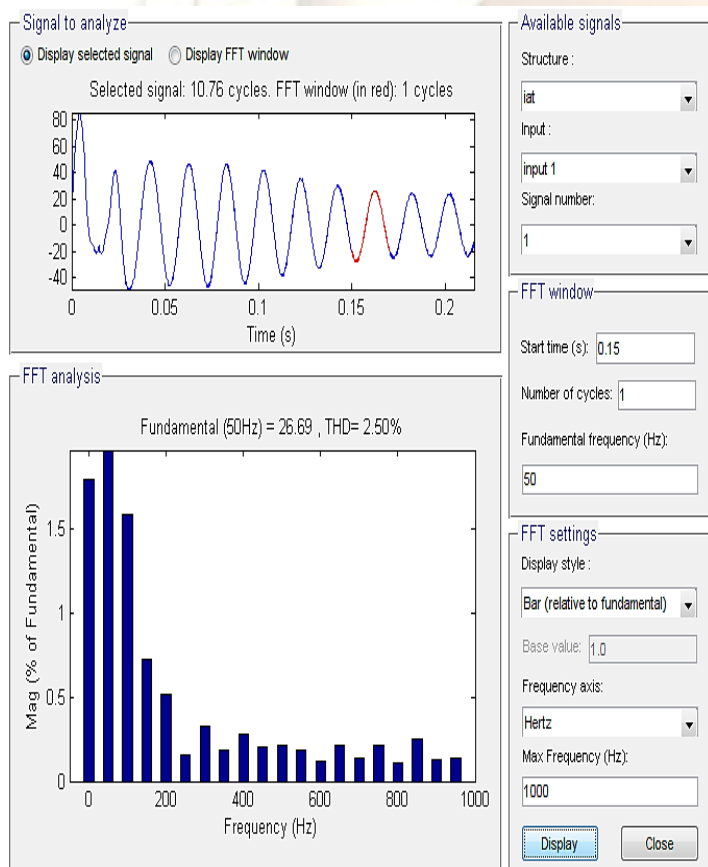 Signal to analyze
Display selected signal
Display FFT window
Selected signal: 10.76 cycles. FFT window (in red): 1 cycles
80
60
40
20
0
-20
-40
0
0.05
0.1
0.15
0.2
Time (s)
FFT analysis
Fundamental (50Hz) = 26.69 , THD= 2.50%
1.5
1
0.5
0
Mag (% of Fundamental)
0
200
400
600
800
1000
Frequency (Hz)
Available signals
Structure :
iat
Input :
input 1
Signal number:
1
FFT window
Start time (s): 0.15
Number of cycles: 1
Fundamental frequency (Hz):
50
FFT settings
Display style :
Bar (relative to fundamental)
Base value: 1.0
Frequency axis:
Hertz
Max Frequency (Hz):
1000
Display
Close